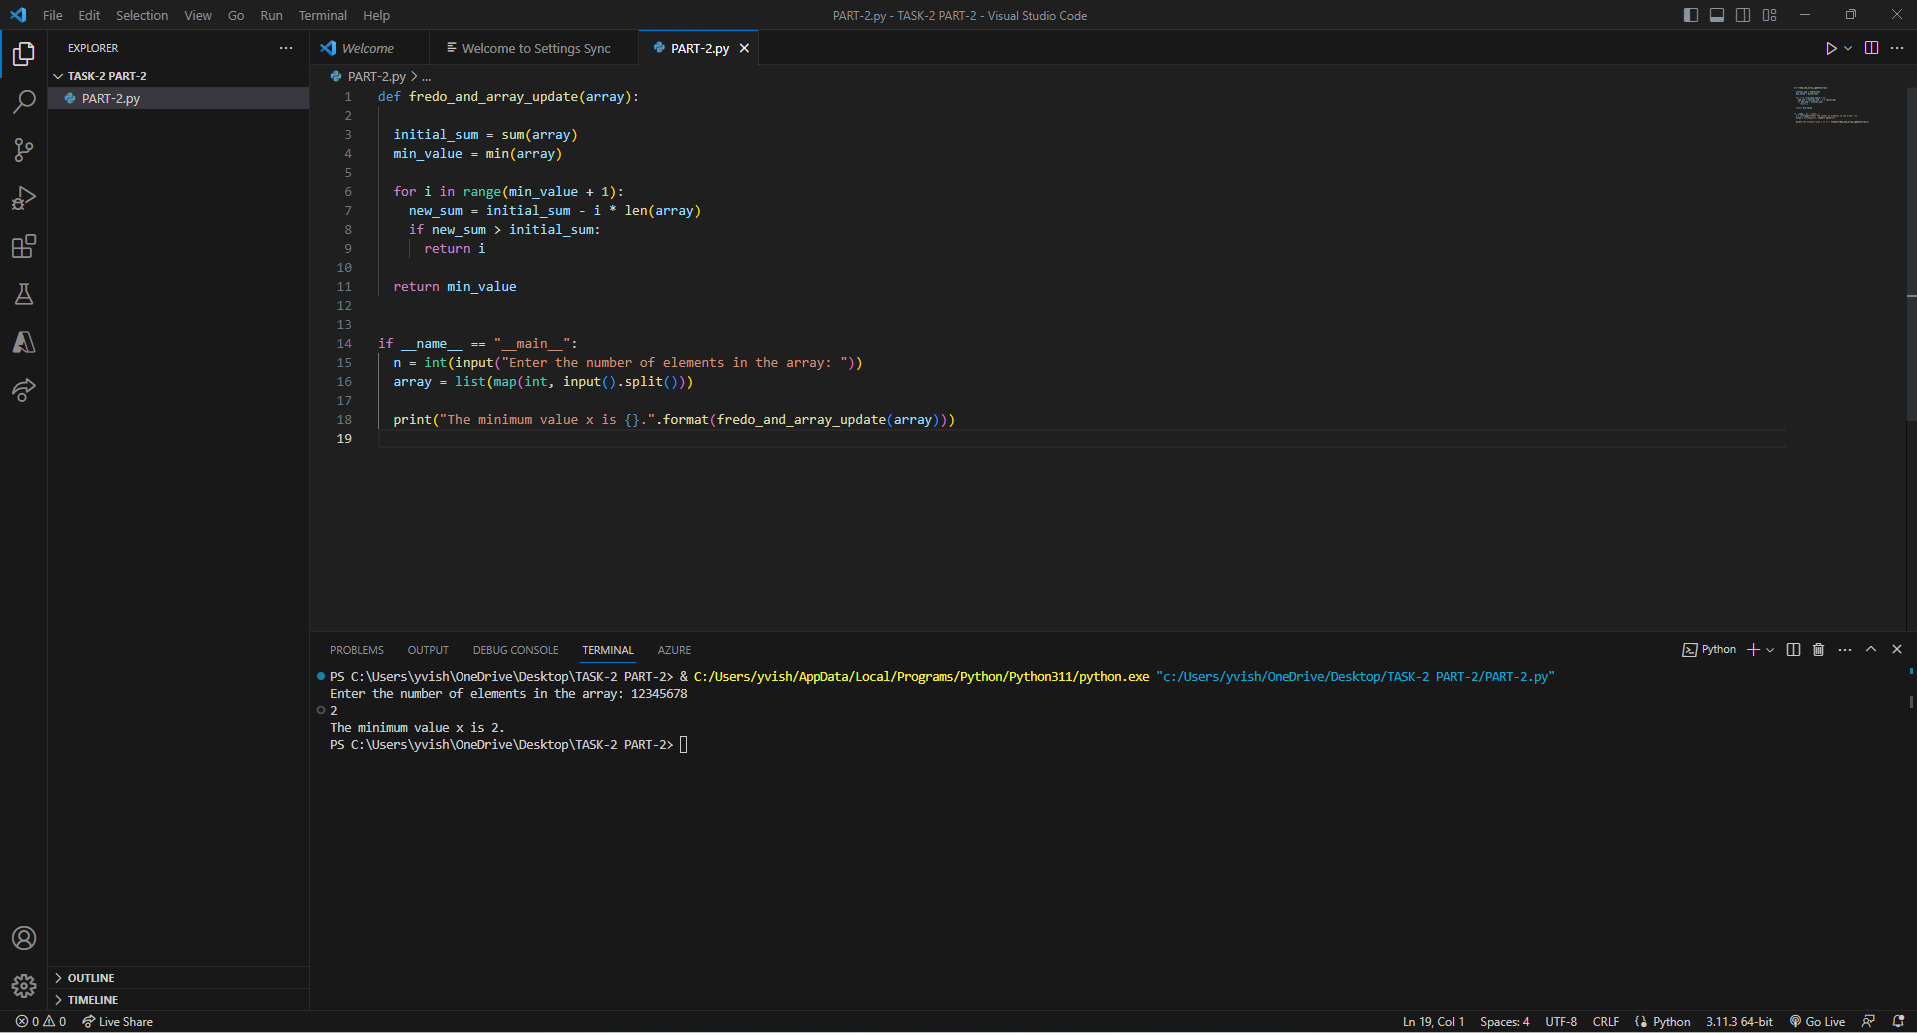 File Edit Selection View Go Run Terminal Help
PART-2.py - TASK-2 PART-2 - Visual Studio Code
EXPLORER
TASK-2 PART-2
PART-2.py
Welcome
Welcome to Settings Sync
PART-2.py
PART-2.py > ...
1 def fredo_and_array_update(array):
2
3 initial_sum = sum(array)
4 min_value = min(array)
5
6 for i in range(min_value + 1):
7 new_sum = initial_sum - i * len(array)
8 if new_sum > initial_sum:
9 return i
10
11 return min_value
12
13
14 if __name__ == "__main__":
15 n = int(input("Enter the number of elements in the array: "))
16 array = list(map(int, input().split()))
17
18 print("The minimum value x is {}.".format(fredo_and_array_update(array)))
19
PROBLEMS OUTPUT DEBUG CONSOLE TERMINAL AZURE
Python
PS C:\Users\yvish\OneDrive\Desktop\TASK-2 PART-2> & C:/Users/yvish/AppData/Local/Programs/Python/Python311/python.exe "c:/Users/yvish/OneDrive/Desktop/TASK-2 PART-2/PART-2.py"
Enter the number of elements in the array: 12345678
2
The minimum value x is 2.
PS C:\Users\yvish\OneDrive\Desktop\TASK-2 PART-2>
OUTLINE
TIMELINE
0 0 Live Share
Ln 19, Col 1 Spaces: 4 UTF-8 CRLF Python 3.11.3 64-bit Go Live